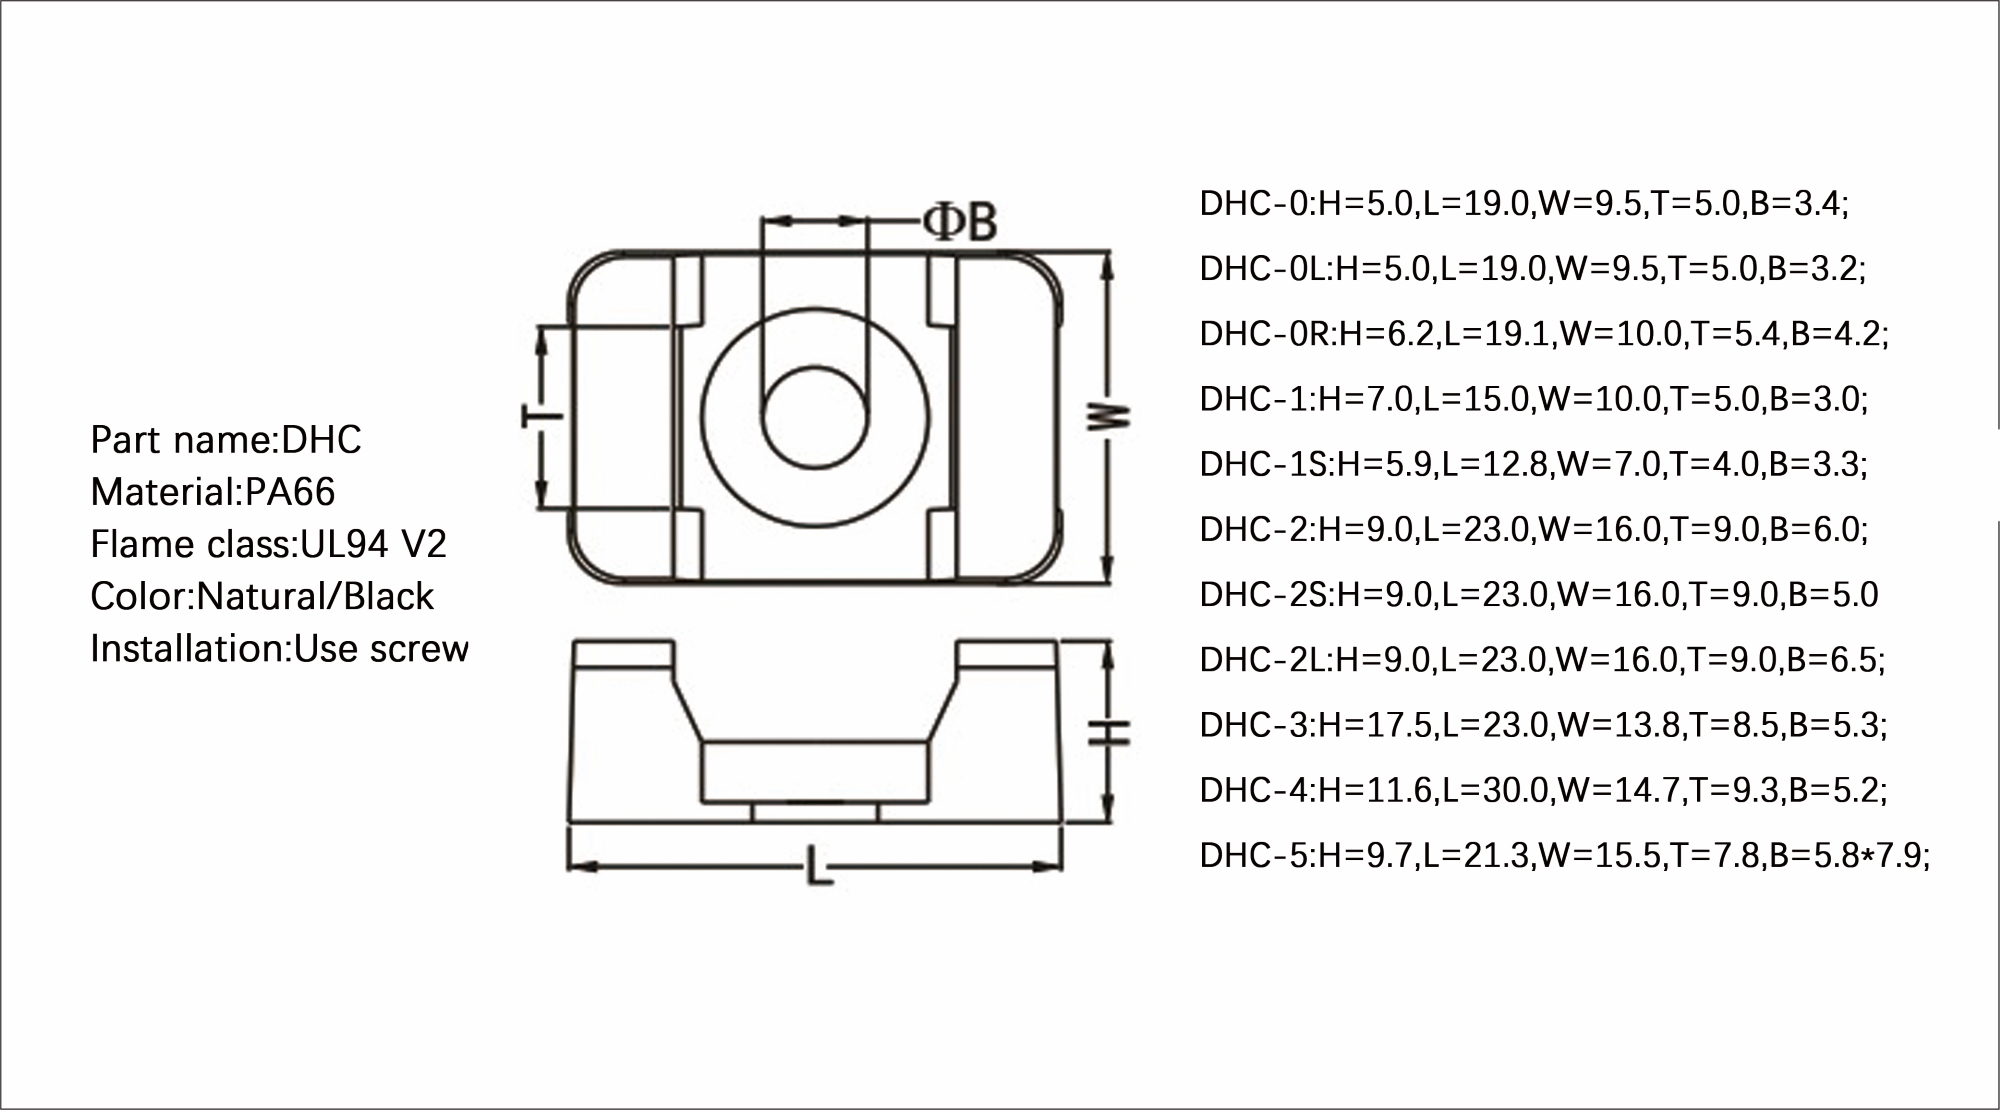 Part name:DHC
Material:PA66
Flame class:UL94 V2
Color:Natural/Black
Installation:Use screw
ΦB
T
W
H
L
DHC-0:H=5.0,L=19.0,W=9.5,T=5.0,B=3.4;
DHC-0L:H=5.0,L=19.0,W=9.5,T=5.0,B=3.2;
DHC-0R:H=6.2,L=19.1,W=10.0,T=5.4,B=4.2;
DHC-1:H=7.0,L=15.0,W=10.0,T=5.0,B=3.0;
DHC-1S:H=5.9,L=12.8,W=7.0,T=4.0,B=3.3;
DHC-2:H=9.0,L=23.0,W=16.0,T=9.0,B=6.0;
DHC-2S:H=9.0,L=23.0,W=16.0,T=9.0,B=5.0
DHC-2L:H=9.0,L=23.0,W=16.0,T=9.0,B=6.5;
DHC-3:H=17.5,L=23.0,W=13.8,T=8.5,B=5.3;
DHC-4:H=11.6,L=30.0,W=14.7,T=9.3,B=5.2;
DHC-5:H=9.7,L=21.3,W=15.5,T=7.8,B=5.8*7.9;